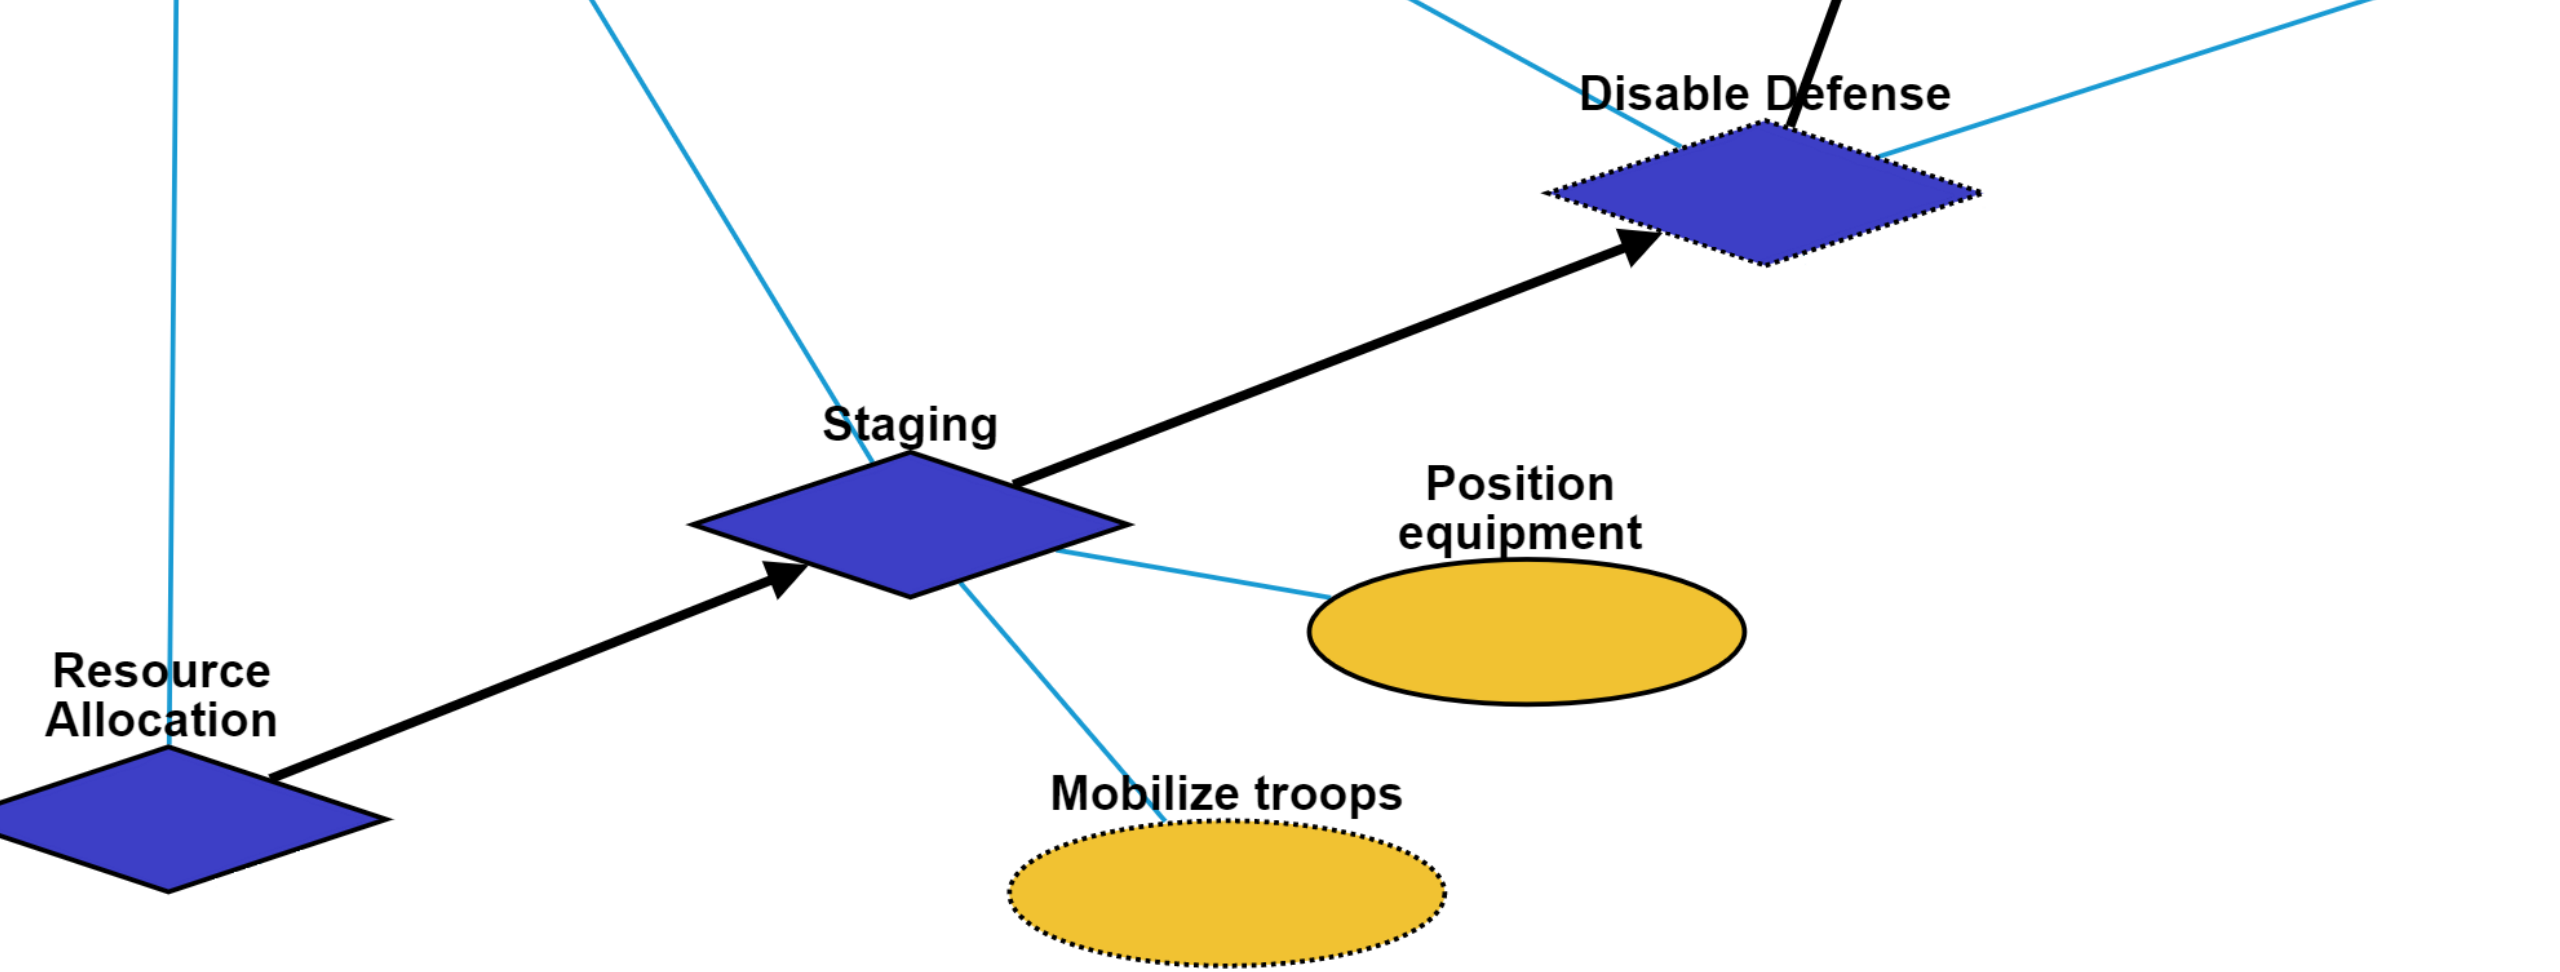 Disable Defense
Staging
Position
equipment
Resource
Allocation
Mobilize troops